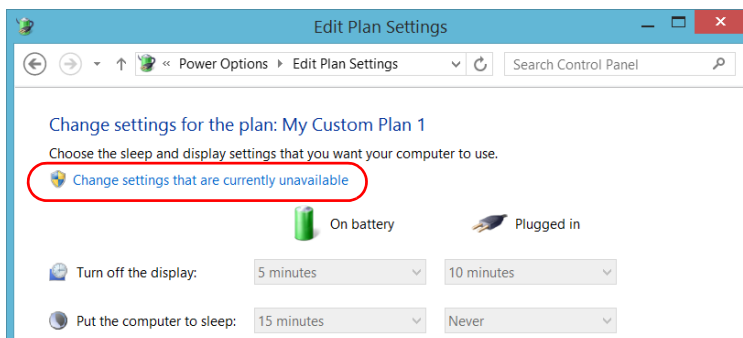 Edit Plan Settings
« Power Options Edit Plan Settings Search Control Panel
Change settings for the plan: My Custom Plan 1
Choose the sleep and display settings that you want your computer to use.
Change settings that are currently unavailable
On battery Plugged in
Turn off the display: 5 minutes 10 minutes
Put the computer to sleep: 15 minutes Never